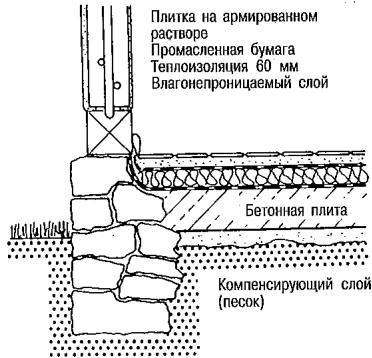 Плитка на армированном
растворе
Промасленная бумага
Теплоизоляция 60 мм
Влагонепроницаемый слой
Бетонная плита
Компенсирующий слой
(песок)